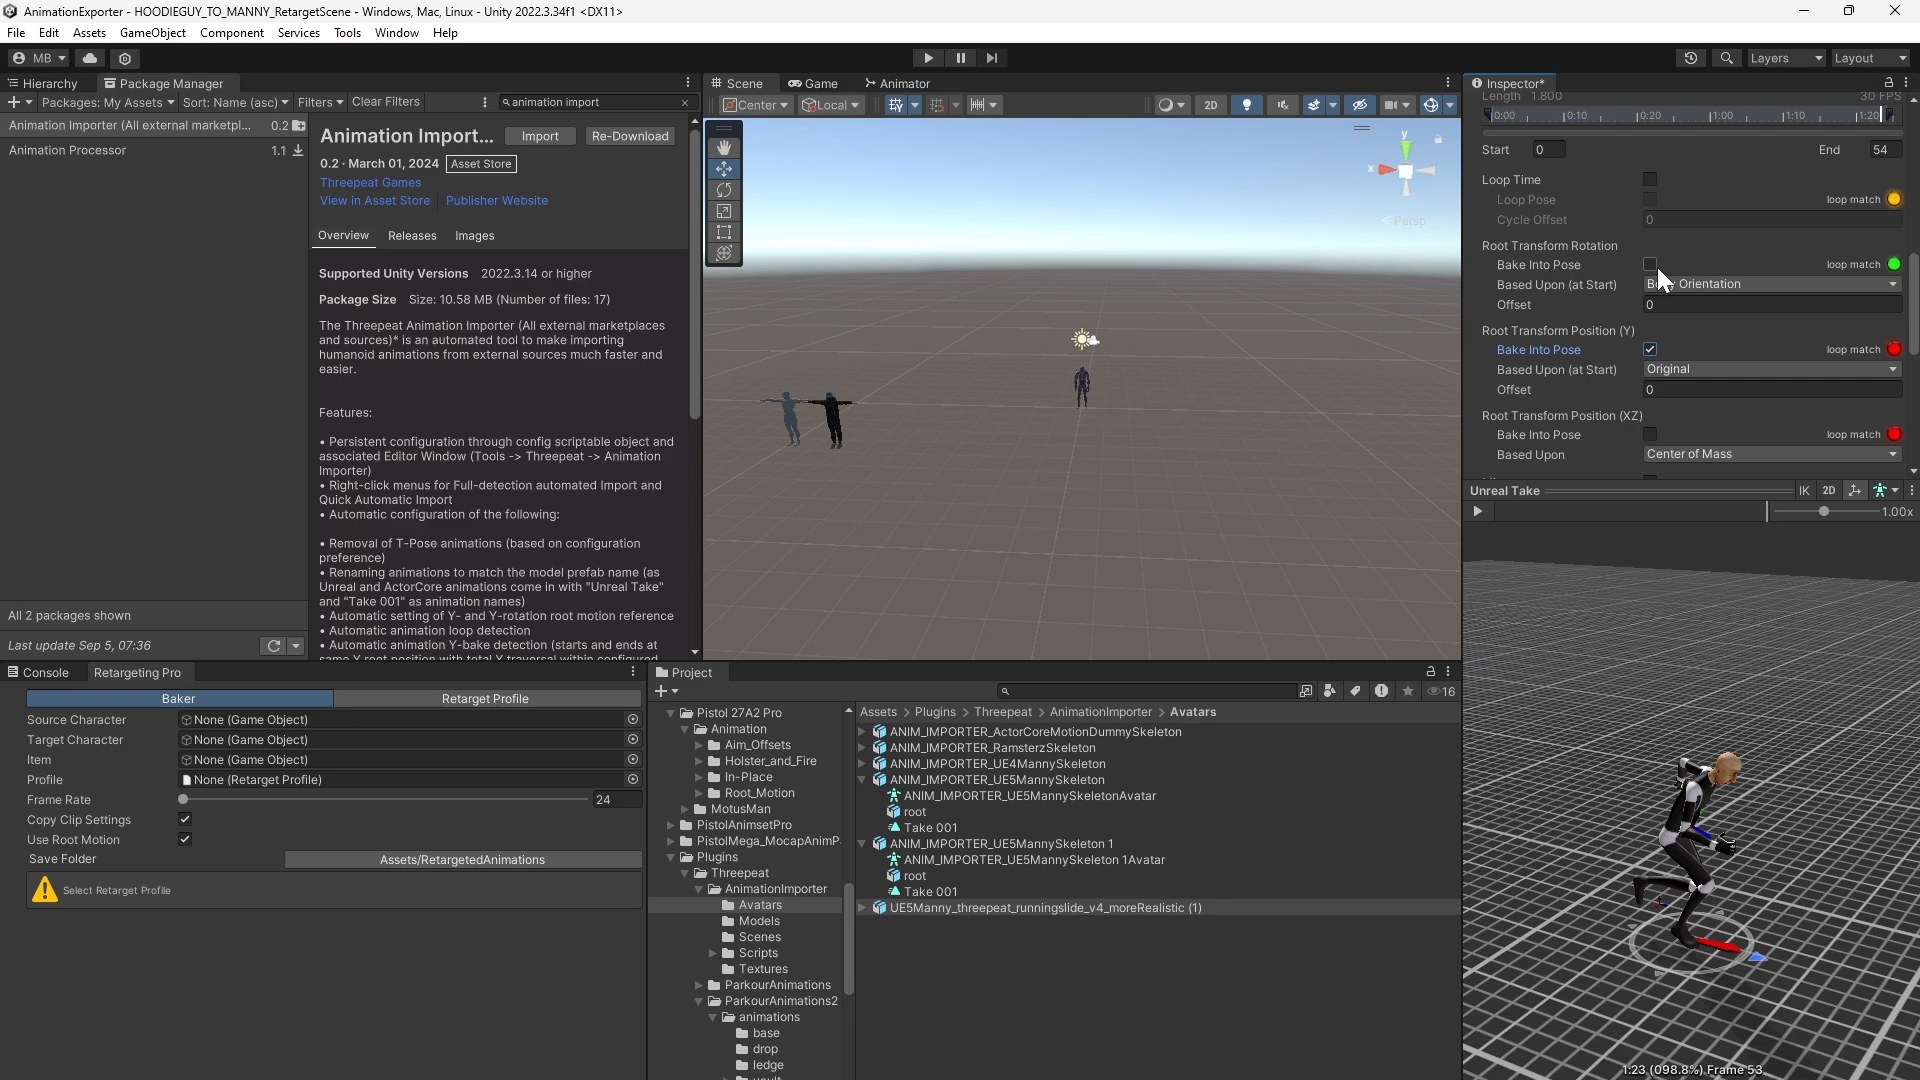 AnimationExporter - HOODIEGUY_TO_MANNY_RetargetScene - Windows, Mac, Linux - Unity 2022.3.34f1 <DX11>
File Edit Assets GameObject Component Services Tools Window Help
MB Layers Layout
Hierarchy Package Manager
Packages: My Assets Sort: Name (asc) Filters Clear Filters animation import
Animation Importer (All external marketpl... 0.2
Animation Processor 1.1
All 2 packages shown
Last update Sep 5, 07:36
Animation Import... Import Re-Download
0.2 · March 01, 2024 Asset Store
Threepeat Games
View in Asset Store Publisher Website
Overview Releases Images
Supported Unity Versions 2022.3.14 or higher
Package Size Size: 10.58 MB (Number of files: 17)
The Threepeat Animation Importer (All external marketplaces
and sources)* is an automated tool to make importing
humanoid animations from external sources much faster and
easier.
Features:
• Persistent configuration through config scriptable object and
associated Editor Window (Tools -> Threepeat -> Animation
Importer)
• Right-click menus for Full-detection automated Import and
Quick Automatic Import
• Automatic configuration of the following:
• Removal of T-Pose animations (based on configuration
preference)
• Renaming animations to match the model prefab name (as
Unreal and ActorCore animations come in with "Unreal Take"
and "Take 001" as animation names)
• Automatic setting of Y- and Y-rotation root motion reference
• Automatic animation loop detection
• Automatic animation Y-bake detection (starts and ends at
same Y root position with total Y traversal within configured
Scene Game Animator
Center Local 2D
y
x
Persp
Inspector*
Length 1.800 30 FPS
0:00 0:10 0:20 1:00 1:10 1:20
Start 0 End 54
Loop Time
Loop Pose loop match
Cycle Offset 0
Root Transform Rotation
Bake Into Pose loop match
Based Upon (at Start) Orientation
Offset 0
Root Transform Position (Y)
Bake Into Pose loop match
Based Upon (at Start) Original
Offset 0
Root Transform Position (XZ)
Bake Into Pose loop match
Based Upon Center of Mass
Unreal Take IK 2D
1.00x
1:23 (098.8%) Frame 53
Console Retargeting Pro
Baker Retarget Profile
Source Character None (Game Object)
Target Character None (Game Object)
Item None (Game Object)
Profile None (Retarget Profile)
Frame Rate 24
Copy Clip Settings
Use Root Motion
Save Folder Assets/RetargetedAnimations
Select Retarget Profile
Project
16
Pistol 27A2 Pro
Animation
Aim_Offsets
Holster_and_Fire
In-Place
Root_Motion
MotusMan
PistolAnimsetPro
PistolMega_MocapAnimP
Plugins
Threepeat
AnimationImporter
Avatars
Models
Scenes
Scripts
Textures
ParkourAnimations
ParkourAnimations2
animations
base
drop
ledge
Assets > Plugins > Threepeat > AnimationImporter > Avatars
ANIM_IMPORTER_ActorCoreMotionDummySkeleton
ANIM_IMPORTER_RamsterzSkeleton
ANIM_IMPORTER_UE4MannySkeleton
ANIM_IMPORTER_UE5MannySkeleton
ANIM_IMPORTER_UE5MannySkeletonAvatar
root
Take 001
ANIM_IMPORTER_UE5MannySkeleton 1
ANIM_IMPORTER_UE5MannySkeleton 1Avatar
root
Take 001
UE5Manny_threepeat_runningslide_v4_moreRealistic (1)